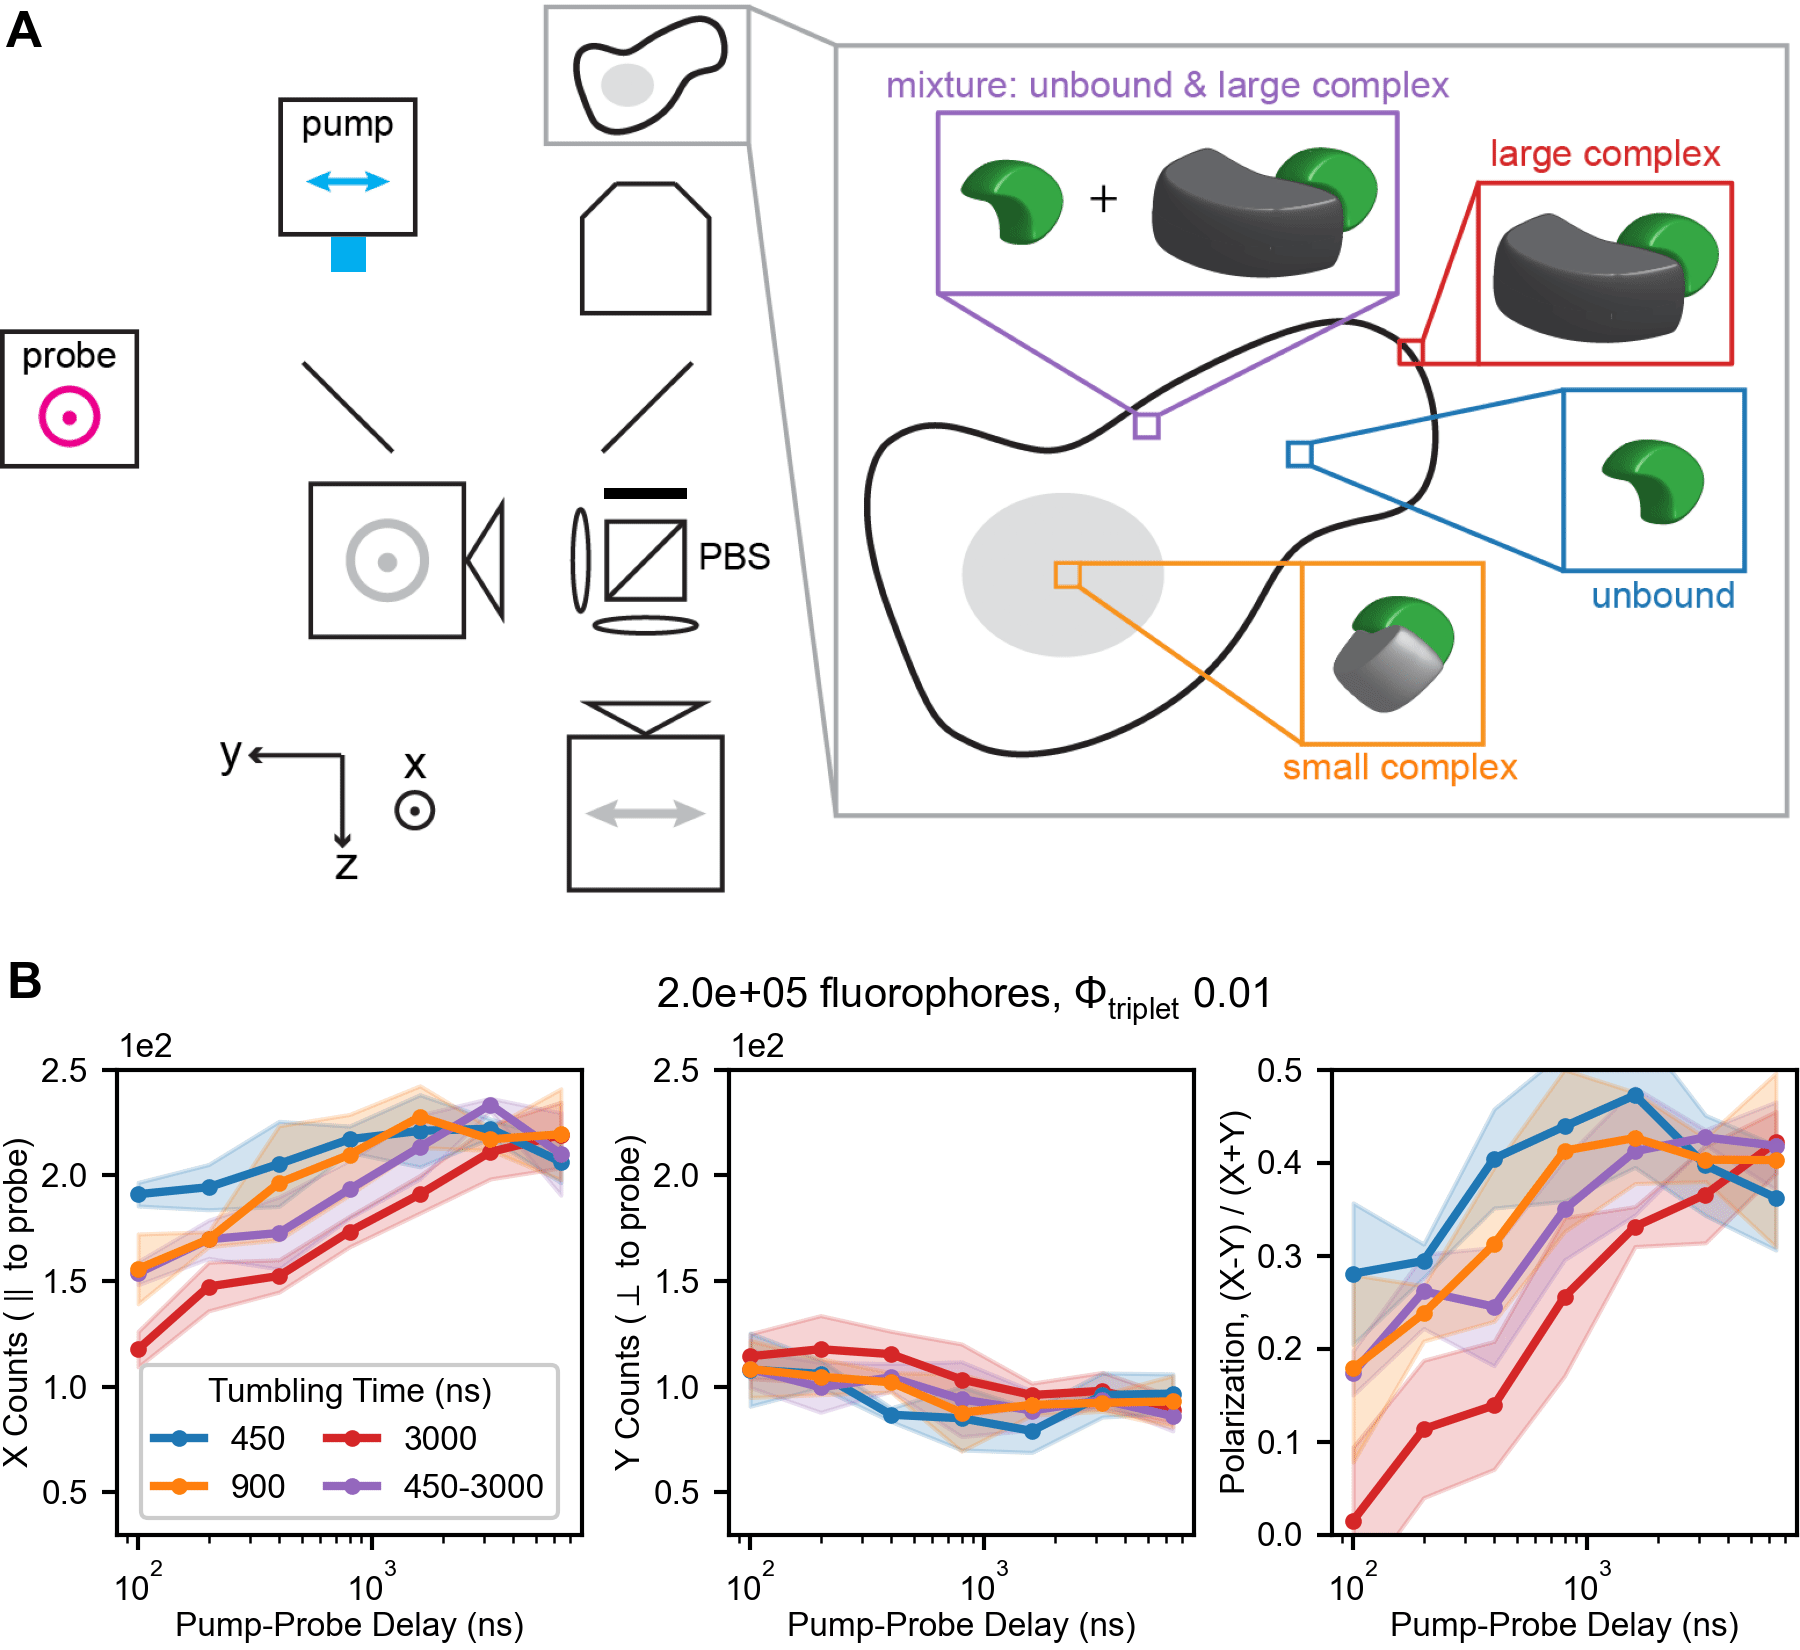 A
pump
probe
PBS
y
x
z
mixture: unbound & large complex
+
large complex
unbound
small complex
B
2.0e+05 fluorophores, Φtriplet 0.01
1e2
2.5
2.0
1.5
1.0
0.5
X Counts ( || to probe)
Tumbling Time (ns)
450
3000
900
450-3000
10²
10³
Pump-Probe Delay (ns)
1e2
2.5
2.0
1.5
1.0
0.5
Y Counts ( ⊥ to probe)
10²
10³
Pump-Probe Delay (ns)
0.5
0.4
0.3
0.2
0.1
0.0
Polarization, (X-Y) / (X+Y)
10²
10³
Pump-Probe Delay (ns)